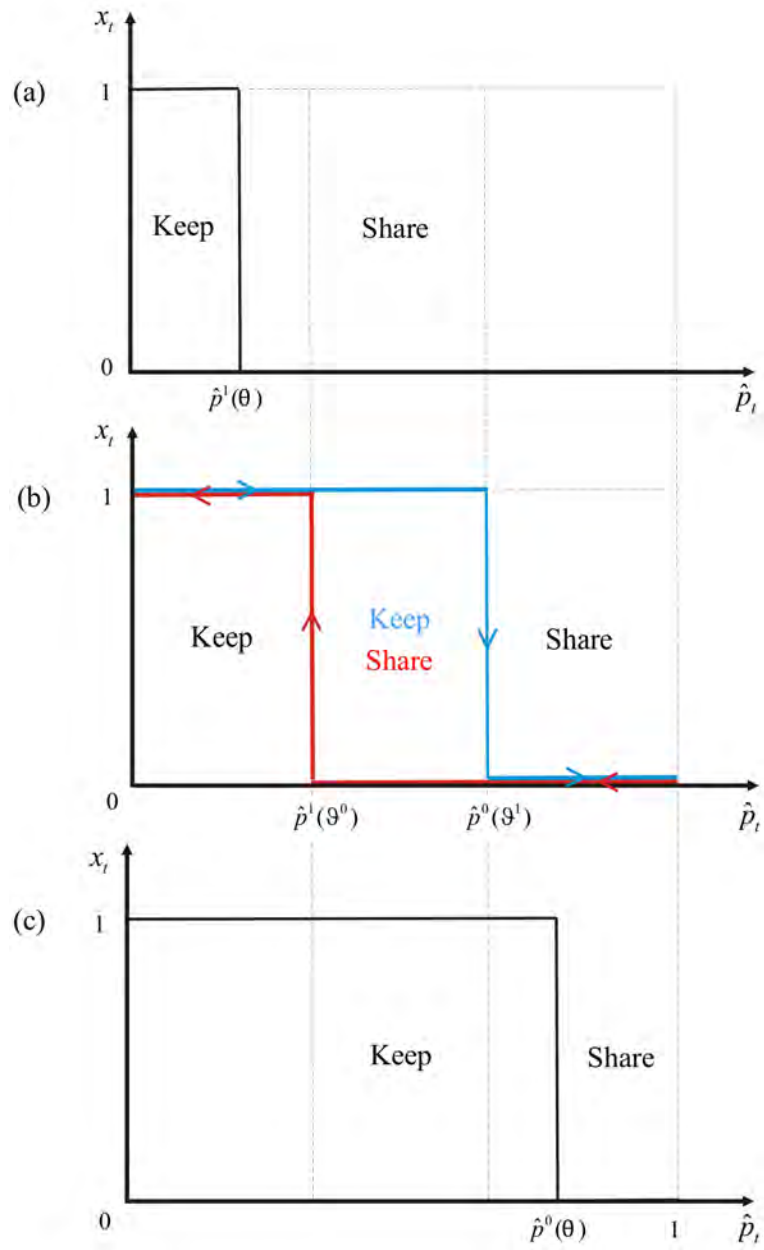 x_t
(a)
1
Keep
Share
0
p̂¹(θ)
p̂_t
x_t
(b)
1
Keep
Keep
Share
Share
0
p̂¹(ϑ⁰)
p̂⁰(ϑ¹)
p̂_t
x_t
(c)
1
Keep
Share
0
p̂⁰(θ)
1
p̂_t